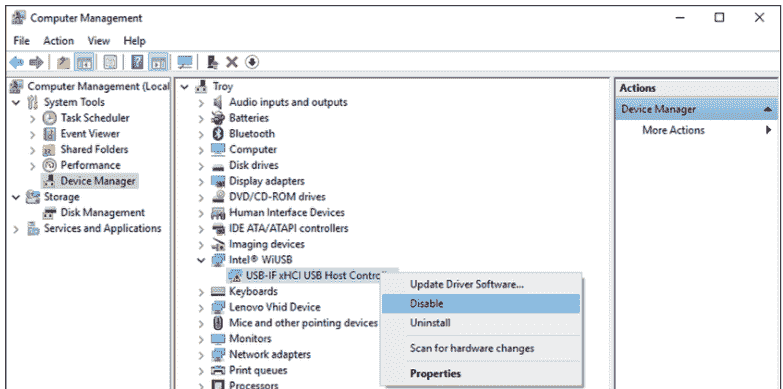 Computer Management
File Action View Help
Computer Management (Local
System Tools
Task Scheduler
Event Viewer
Shared Folders
Performance
Device Manager
Storage
Disk Management
Services and Applications
Troy
Audio inputs and outputs
Batteries
Bluetooth
Computer
Disk drives
Display adapters
DVD/CD-ROM drives
Human Interface Devices
IDE ATA/ATAPI controllers
Imaging devices
Intel® WiUSB
USB-IF xHCI USB Host Contro
Keyboards
Lenovo Vhid Device
Mice and other pointing devices
Monitors
Network adapters
Print queues
Processors
Update Driver Software...
Disable
Uninstall
Scan for hardware changes
Properties
Actions
Device Manager
More Actions